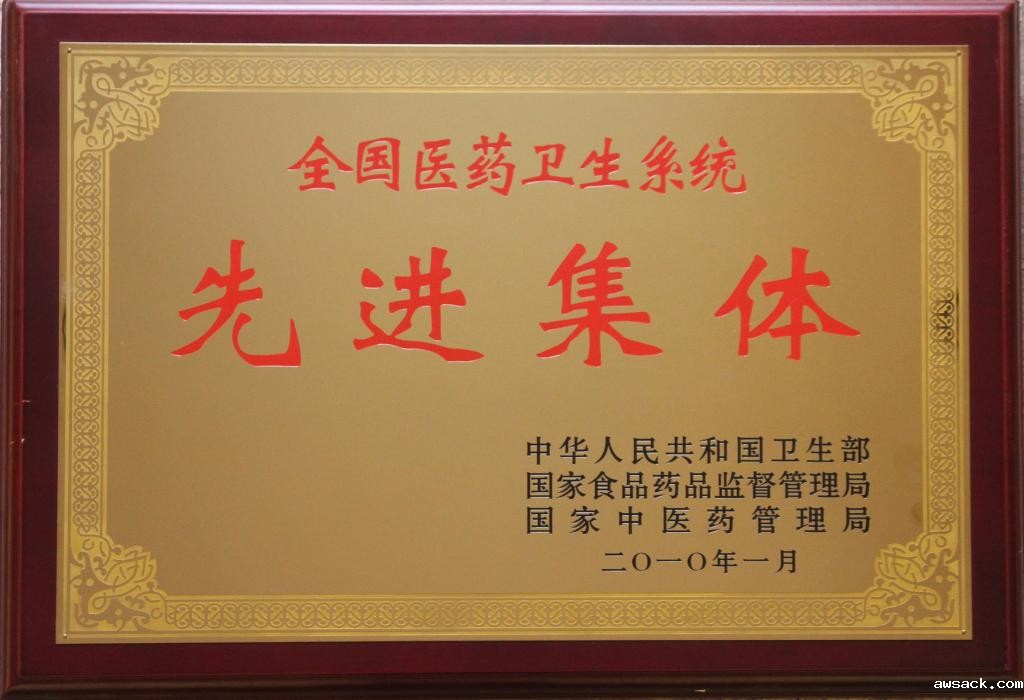 全国医药卫生系统
先进集体
中华人民共和国卫生部
国家食品药品监督管理局
国家中医药管理局
二〇一〇年一月
awsack.com